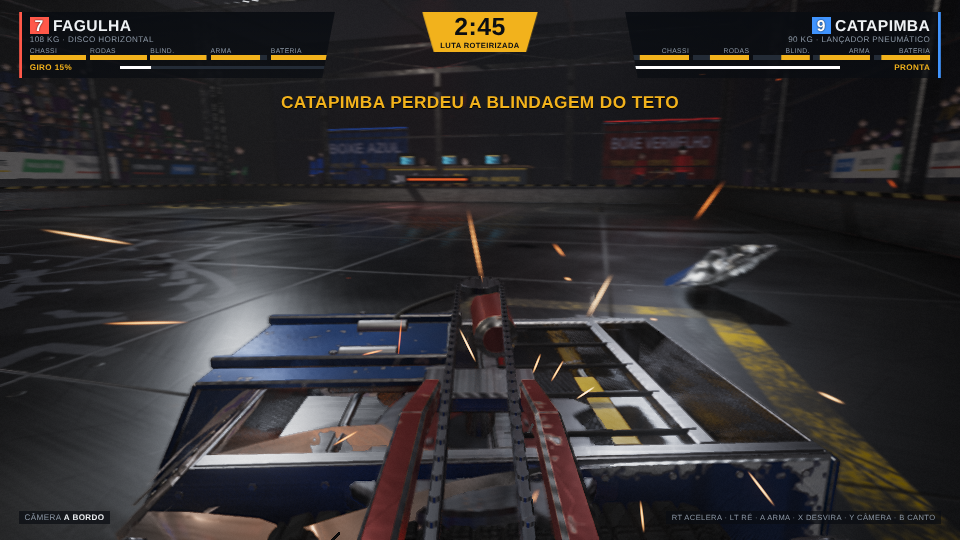 7 FAGULHA
108 KG · DISCO HORIZONTAL
CHASSI RODAS BLIND. ARMA BATERIA
GIRO 15%
2:45
LUTA ROTEIRIZADA
9 CATAPIMBA
90 KG · LANÇADOR PNEUMÁTICO
CHASSI RODAS BLIND. ARMA BATERIA
PRONTA
CATAPIMBA PERDEU A BLINDAGEM DO TETO
BOXE AZUL
BOXE VERMELHO
CÂMERA A BORDO
RT ACELERA · LT RÉ · A ARMA · X DESVIRA · Y CÂMERA · B CANTO